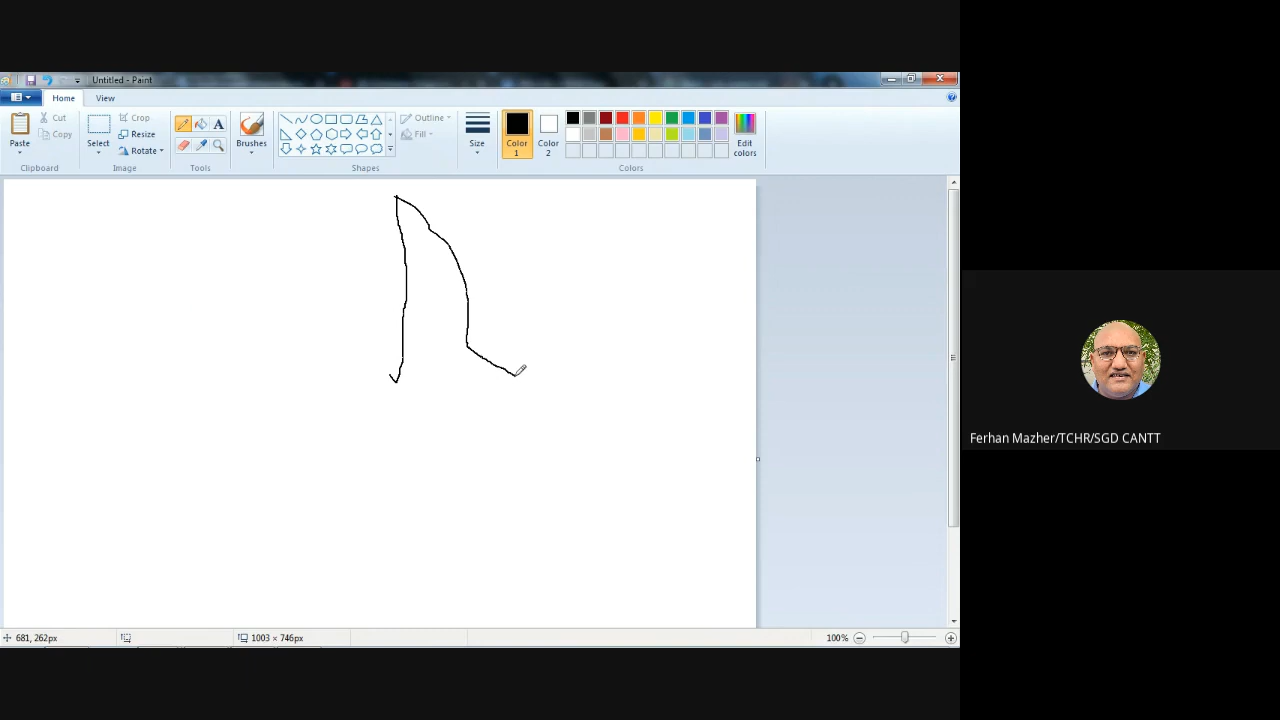 Untitled - Paint
Home View
Cut
Copy
Paste
Clipboard
Crop
Resize
Rotate
Select
Image
A
Tools
Brushes
Outline
Fill
Shapes
Size
Color 1
Color 2
Edit colors
Colors
Ferhan Mazher/TCHR/SGD CANTT
681, 262px
1003 × 746px
100%